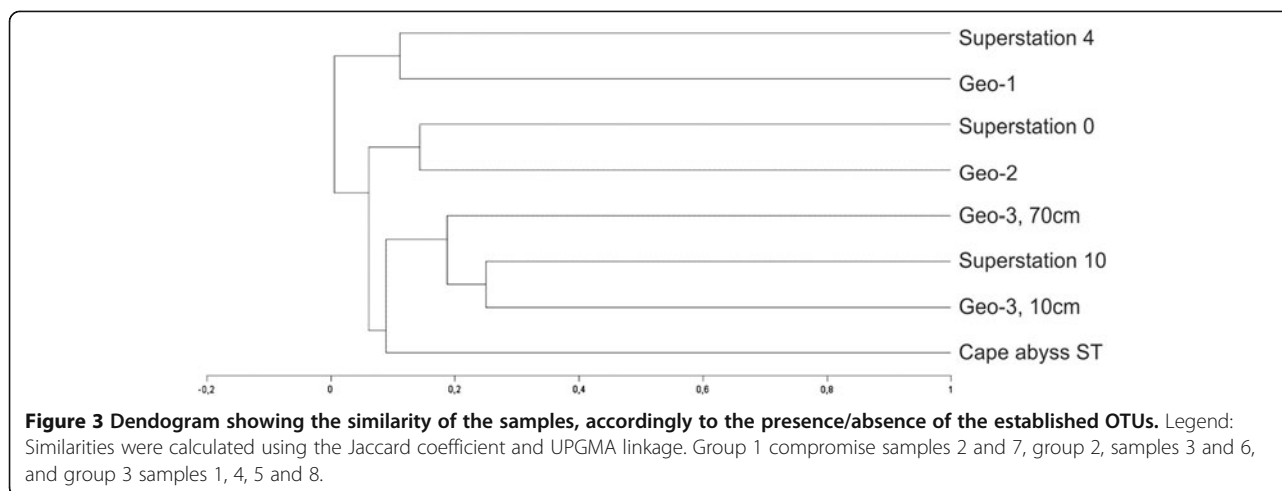 Superstation 4
Geo-1
Superstation 0
Geo-2
Geo-3, 70cm
Superstation 10
Geo-3, 10cm
Cape abyss ST
-0,2 0 0,2 0,4 0,6 0,8 1
Figure 3 Dendogram showing the similarity of the samples, accordingly to the presence/absence of the established OTUs. Legend:
Similarities were calculated using the Jaccard coefficient and UPGMA linkage. Group 1 compromise samples 2 and 7, group 2, samples 3 and 6,
and group 3 samples 1, 4, 5 and 8.